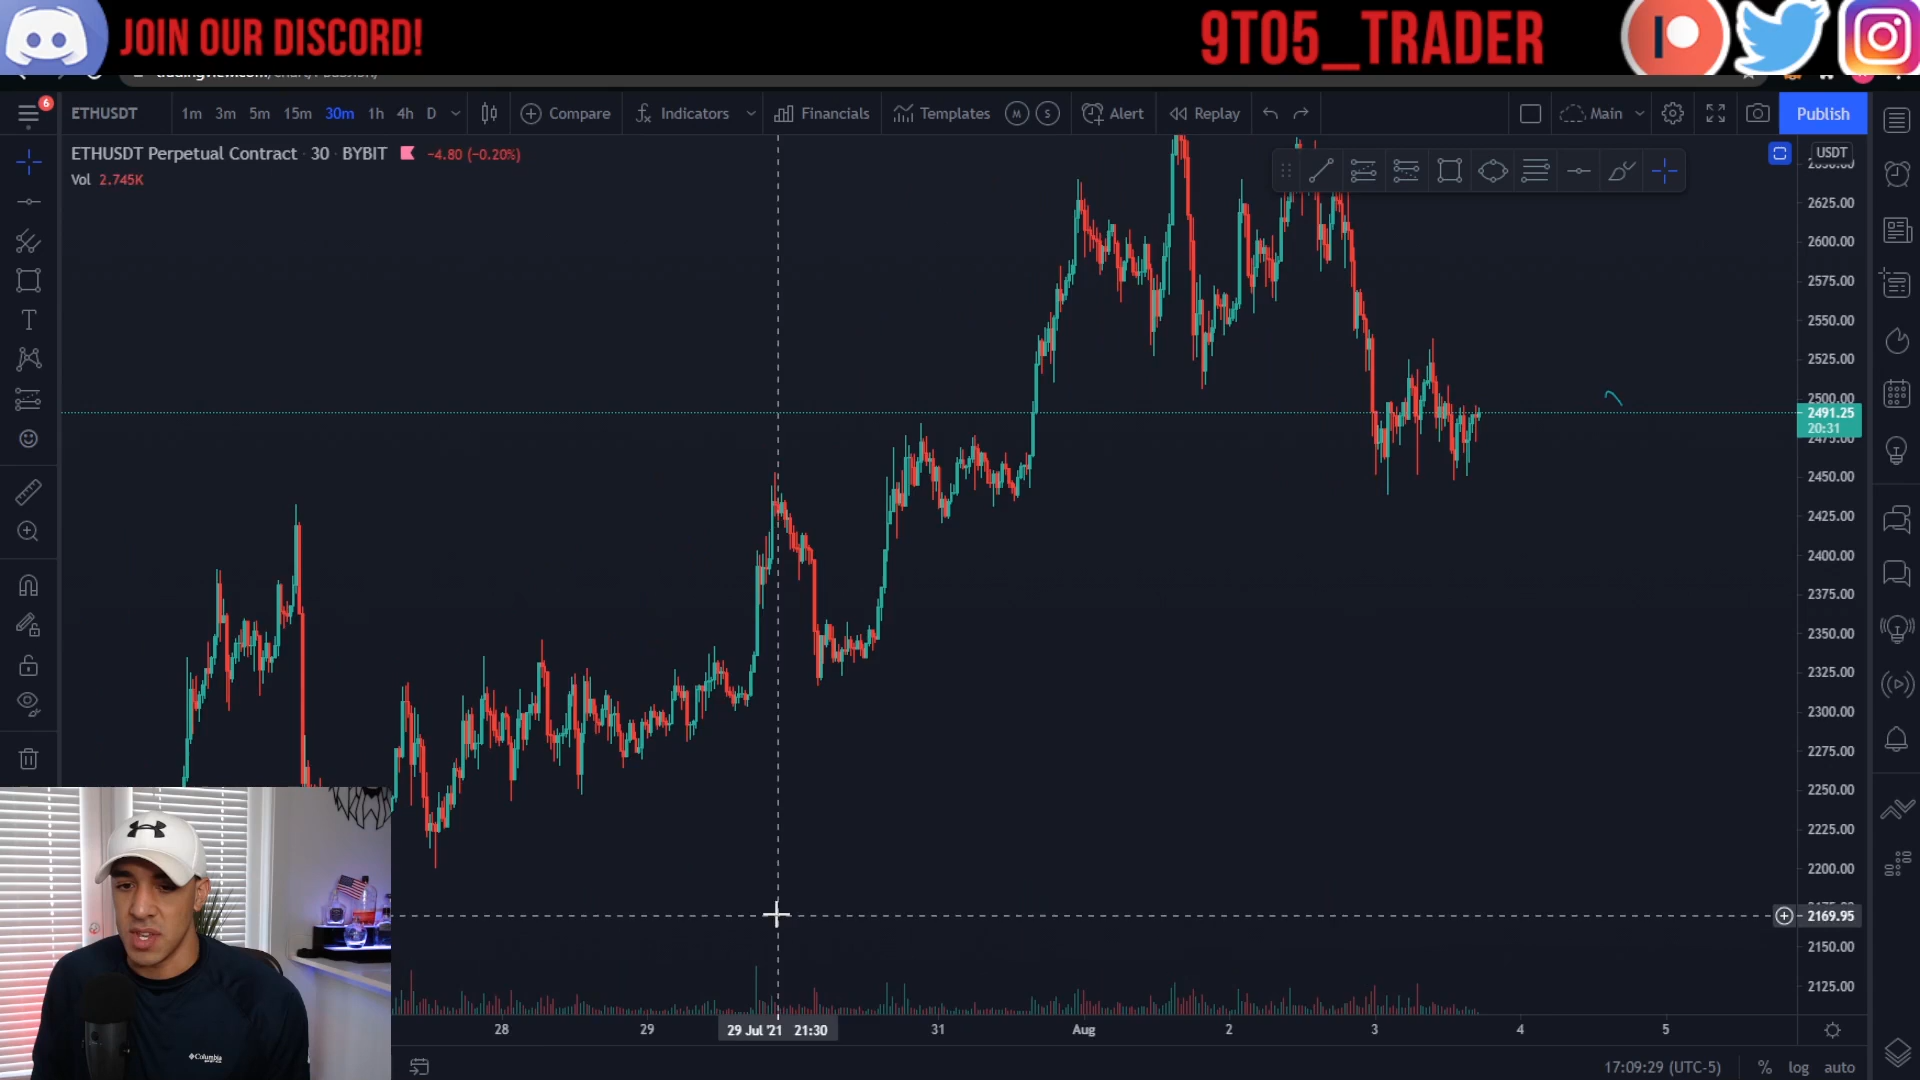 JOIN OUR DISCORD!
9TO5_TRADER
ETHUSDT
1m 3m 5m 15m 30m 1h 4h D
Compare
Indicators
Financials
Templates
M
S
Alert
Replay
Main
Publish
6
ETHUSDT Perpetual Contract · 30 · BYBIT
−4.80 (−0.20%)
Vol 2.745K
USDT
2625.00
2600.00
2575.00
2550.00
2525.00
2500.00
2491.25
20:31
2475.00
2450.00
2425.00
2400.00
2375.00
2350.00
2325.00
2300.00
2275.00
2250.00
2225.00
2200.00
2169.95
2150.00
2125.00
28
29
29 Jul '21 21:30
31
Aug
2
3
4
5
17:09:29 (UTC-5)
%
log
auto
Columbia